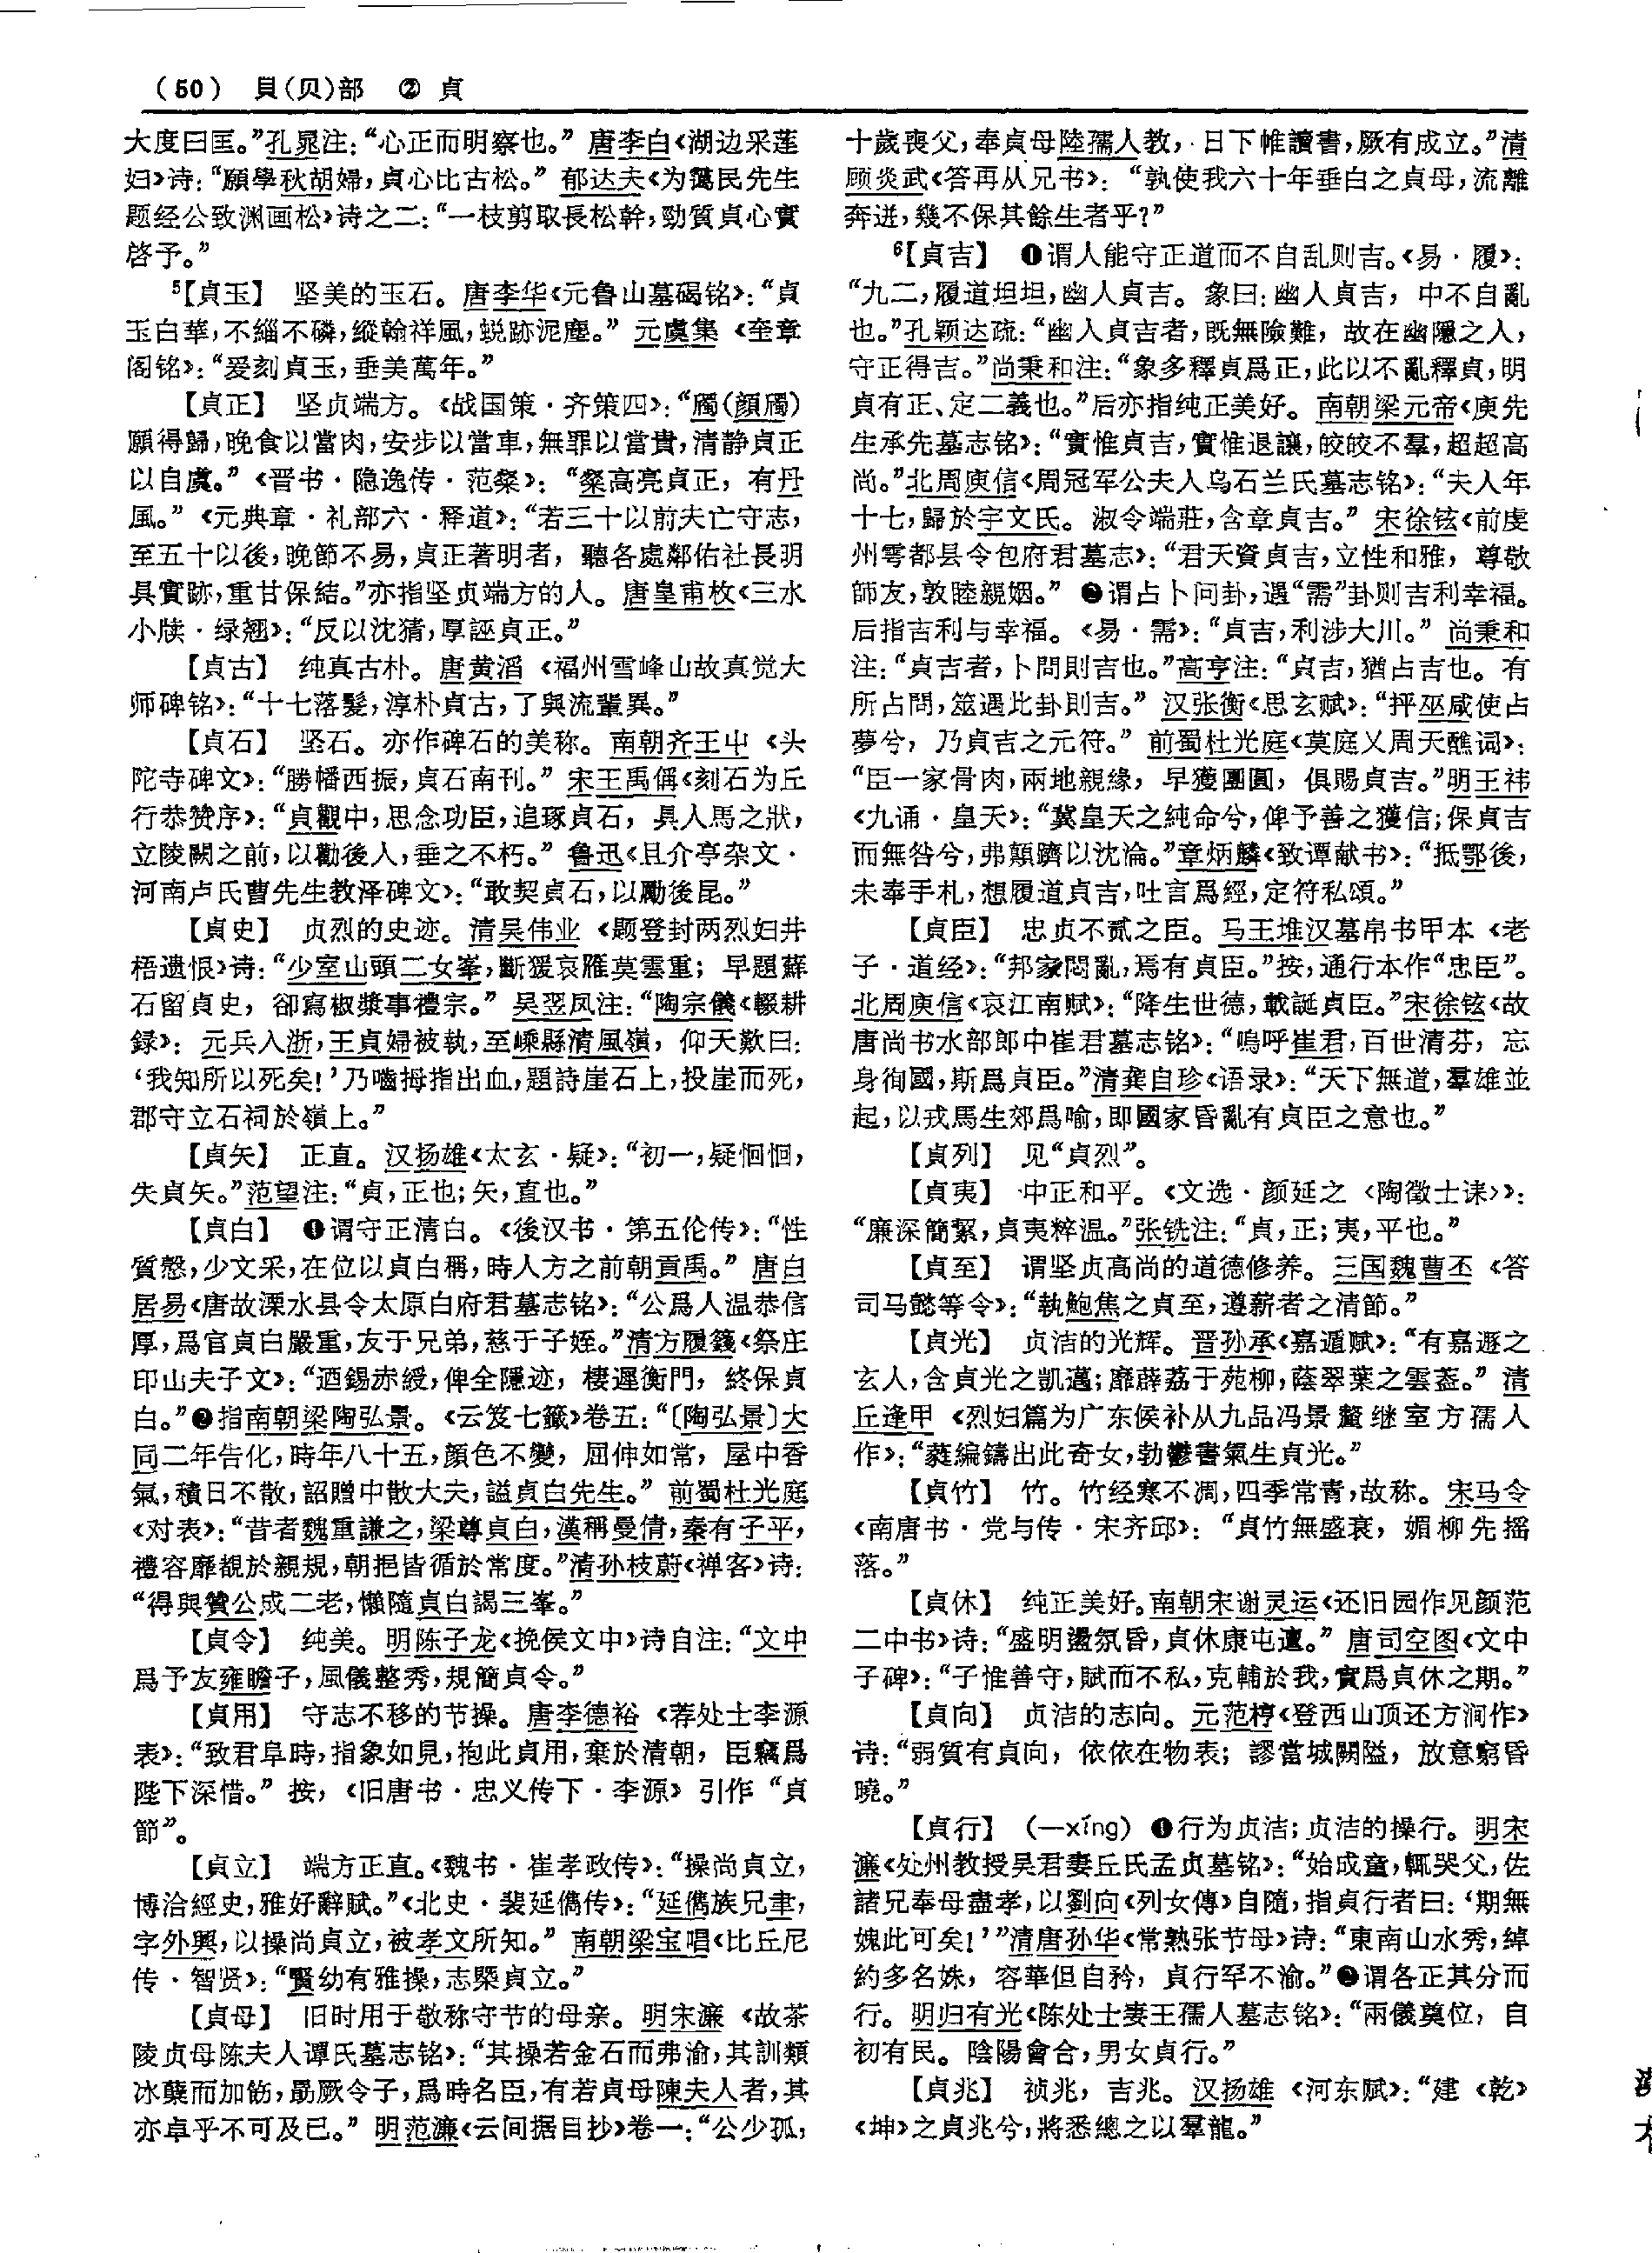 （50） 貝(贝)部 ② 貞
大度曰匡。”孔晁注：“心正而明察也。” 唐李白《湖边采莲
妇》诗：“願學秋胡婦，貞心比古松。” 郁达夫《为霭民先生
题经公致渊画松》诗之二：“一枝剪取長松幹，勁質貞心實
啓予。”
5【貞玉】 坚美的玉石。唐李华《元鲁山墓碣铭》：“貞
玉白華，不緇不磷，縱翰祥風，蜕跡泥塵。” 元虞集《奎章
阁铭》：“爰刻貞玉，垂美萬年。”
【貞正】 坚贞端方。《战国策·齐策四》：“斶(顔斶)
願得歸，晚食以當肉，安步以當車，無罪以當貴，清静貞正
以自虞。”《晋书·隐逸传·范粲》：“粲高亮貞正，有丹
風。”《元典章·礼部六·释道》：“若三十以前夫亡守志，
至五十以後，晚節不易，貞正著明者，聽各處鄰佑社長明
具實跡，重甘保結。”亦指坚贞端方的人。唐皇甫枚《三水
小牍·绿翘》：“反以沈猜，厚誣貞正。”
【貞古】 纯真古朴。唐黄滔《福州雪峰山故真觉大
师碑铭》：“十七落髮，淳朴貞古，了與流輩異。”
【貞石】 坚石。亦作碑石的美称。南朝齐王屮《头
陀寺碑文》：“勝幡西振，貞石南刊。” 宋王禹偁《刻石为丘
行恭赞序》：“貞觀中，思念功臣，追琢貞石，具人馬之狀，
立陵闕之前，以勸後人，垂之不朽。” 鲁迅《且介亭杂文·
河南卢氏曹先生教泽碑文》：“敢契貞石，以勵後昆。”
【貞史】 贞烈的史迹。清吴伟业《题登封两烈妇井
梧遗恨》诗：“少室山頭二女峯，斷猨哀雁莫雲重；早題蘚
石留貞史，卻寫椒漿事禮宗。” 吴翌凤注：“陶宗儀《輟耕
録》：元兵入浙，王貞婦被執，至嵊縣清風嶺，仰天歎曰：
‘我知所以死矣！’乃嚙拇指出血，題詩崖石上，投崖而死，
郡守立石祠於嶺上。”
【貞矢】 正直。汉扬雄《太玄·疑》：“初一，疑恛恛，
失貞矢。”范望注：“貞，正也；矢，直也。”
【貞白】 ❶谓守正清白。《後汉书·第五伦传》：“性
質慤，少文采，在位以貞白稱，時人方之前朝貢禹。” 唐白
居易《唐故溧水县令太原白府君墓志铭》：“公爲人温恭信
厚，爲官貞白嚴重，友于兄弟，慈于子姪。”清方履籛《祭庄
印山夫子文》：“迺錫赤綬，俾全隱迹，棲遲衡門，終保貞
白。”❷指南朝梁陶弘景。《云笈七籤》卷五：“〔陶弘景〕大
同二年告化，時年八十五，顔色不變，屈伸如常，屋中香
氣，積日不散，詔贈中散大夫，謚貞白先生。” 前蜀杜光庭
《对表》：“昔者魏重謙之，梁尊貞白，漢稱曼倩，秦有子平，
禮容靡覩於親規，朝挹皆循於常度。”清孙枝蔚《禅客》诗：
“得與贊公成二老，懒隨貞白謁三峯。”
【貞令】 纯美。明陈子龙《挽侯文中》诗自注：“文中
爲予友雍瞻子，風儀整秀，規簡貞令。”
【貞用】 守志不移的节操。唐李德裕《荐处士李源
表》：“致君阜時，指象如見，抱此貞用，棄於清朝，臣竊爲
陛下深惜。” 按，《旧唐书·忠义传下·李源》引作“貞
節”。
【貞立】 端方正直。《魏书·崔孝政传》：“操尚貞立，
博洽經史，雅好辭賦。”《北史·裴延儁传》：“延儁族兄聿，
字外興，以操尚貞立，被孝文所知。” 南朝梁宝唱《比丘尼
传·智贤》：“賢幼有雅操，志槩貞立。”
【貞母】 旧时用于敬称守节的母亲。明宋濂《故茶
陵贞母陈夫人谭氏墓志铭》：“其操若金石而弗渝，其訓類
冰蘗而加飭，勗厥令子，爲時名臣，有若貞母陳夫人者，其
亦卓乎不可及已。” 明范濂《云间据目抄》卷一：“公少孤，
十歲喪父，奉貞母陸孺人教，日下帷讀書，厥有成立。”清
顾炎武《答再从兄书》：“孰使我六十年垂白之貞母，流離
奔迸，幾不保其餘生者乎？”
6【貞吉】 ❶谓人能守正道而不自乱则吉。《易·履》：
“九二，履道坦坦，幽人貞吉。象曰：幽人貞吉，中不自亂
也。”孔颖达疏：“幽人貞吉者，既無險難，故在幽隱之人，
守正得吉。”尚秉和注：“象多釋貞爲正，此以不亂釋貞，明
貞有正、定二義也。”后亦指纯正美好。南朝梁元帝《庾先
生承先墓志铭》：“實惟貞吉，實惟退讓，皎皎不羣，超超高
尚。”北周庾信《周冠军公夫人乌石兰氏墓志铭》：“夫人年
十七，歸於宇文氏。淑令端莊，含章貞吉。” 宋徐铉《前虔
州雩都县令包府君墓志》：“君天資貞吉，立性和雅，尊敬
師友，敦睦親姻。” ❷谓占卜问卦，遇“需”卦则吉利幸福。
后指吉利与幸福。《易·需》：“貞吉，利涉大川。” 尚秉和
注：“貞吉者，卜問則吉也。”高亨注：“貞吉，猶占吉也。有
所占問，筮遇此卦則吉。” 汉张衡《思玄赋》：“抨巫咸使占
夢兮，乃貞吉之元符。” 前蜀杜光庭《莫庭乂周天醮词》：
“臣一家骨肉，兩地親緣，早獲團圓，俱賜貞吉。”明王祎
《九诵·皇天》：“冀皇天之純命兮，俾予善之獲信；保貞吉
而無咎兮，弗顛躋以沈淪。”章炳麟《致谭献书》：“抵鄂後，
未奉手札，想履道貞吉，吐言爲經，定符私頌。”
【貞臣】 忠贞不贰之臣。马王堆汉墓帛书甲本《老
子·道经》：“邦家悶亂，焉有貞臣。”按，通行本作“忠臣”。
北周庾信《哀江南赋》：“降生世德，載誕貞臣。”宋徐铉《故
唐尚书水部郎中崔君墓志铭》：“嗚呼崔君，百世清芬，忘
身徇國，斯爲貞臣。”清龚自珍《语录》：“天下無道，羣雄並
起，以戎馬生郊爲喻，即國家昏亂有貞臣之意也。”
【貞列】 见“貞烈”。
【貞夷】 中正和平。《文选·颜延之〈陶徵士诔〉》：
“廉深簡絜，貞夷粹温。”张铣注：“貞，正；夷，平也。”
【貞至】 谓坚贞高尚的道德修养。三国魏曹丕《答
司马懿等令》：“執鮑焦之貞至，遵薪者之清節。”
【貞光】 贞洁的光辉。晋孙承《嘉遁赋》：“有嘉遯之
玄人，含貞光之凯邁；靡薜荔于苑柳，蔭翠葉之雲蓋。” 清
丘逢甲《烈妇篇为广东侯补从九品冯景釐继室方孺人
作》：“蕤編鑄出此奇女，勃鬱書氣生貞光。”
【貞竹】 竹。竹经寒不凋，四季常青，故称。宋马令
《南唐书·党与传·宋齐邱》：“貞竹無盛衰，媚柳先摇
落。”
【貞休】 纯正美好。南朝宋谢灵运《还旧园作见颜范
二中书》诗：“盛明盪氛昏，貞休康屯邅。” 唐司空图《文中
子碑》：“子惟善守，賦而不私，克輔於我，實爲貞休之期。”
【貞向】 贞洁的志向。元范梈《登西山顶还方润作》
诗：“弱質有貞向，依依在物表；謬當城闕隘，放意窮昏
曉。”
【貞行】 （一xíng）❶行为贞洁；贞洁的操行。明宋
濂《处州教授吴君妻丘氏孟贞墓铭》：“始成童，輒哭父，佐
諸兄奉母盡孝，以劉向《列女傳》自隨，指貞行者曰：‘期無
媿此可矣！’”清唐孙华《常熟张节母》诗：“東南山水秀，綽
約多名姝，容華但自矜，貞行罕不渝。”❷谓各正其分而
行。明归有光《陈处士妻王孺人墓志铭》：“兩儀奠位，自
初有民。陰陽會合，男女貞行。”
【貞兆】 祯兆，吉兆。汉扬雄《河东赋》：“建《乾》
《坤》之貞兆兮，將悉總之以羣龍。”